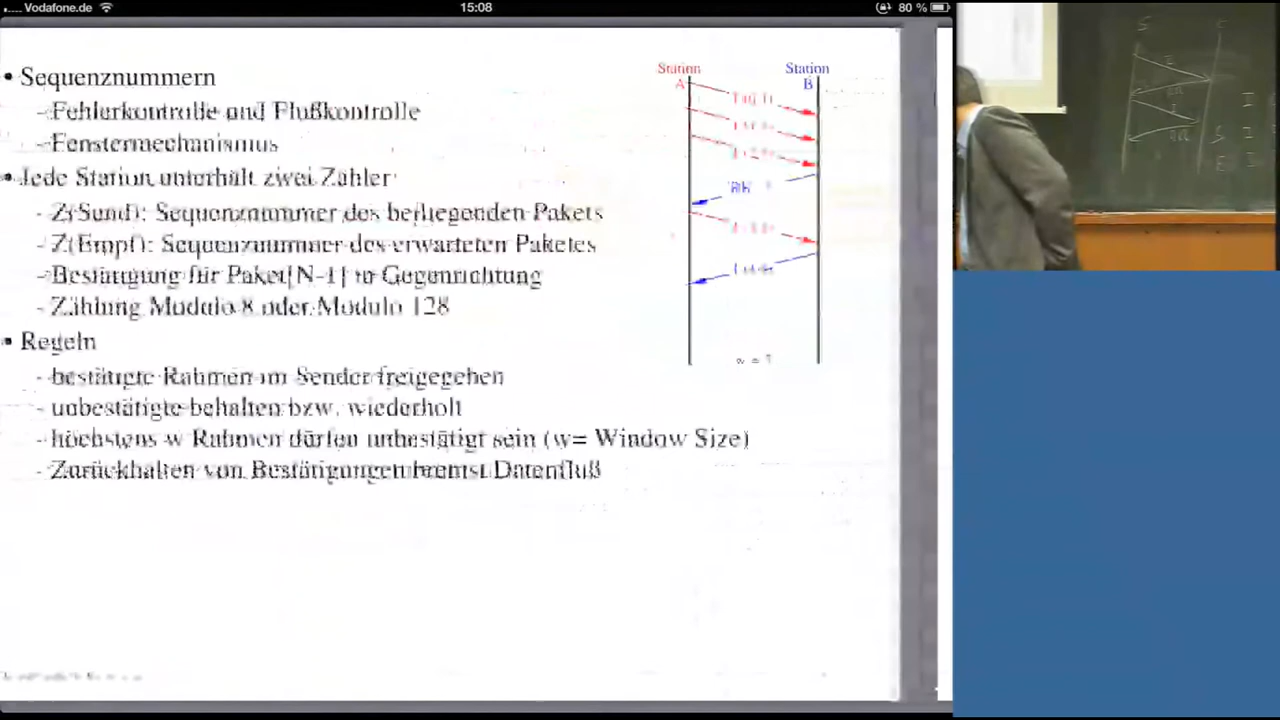 Vodafone.de 15:08 80 %
• Sequenznummern
- Fehlerkontrolle und Flußkontrolle
- Fenstermechanismus
• Jede Station unterhält zwei Zähler
- Z(Send): Sequenznummer des beiliegenden Pakets
- Z(Empf): Sequenznummer des erwarteten Paketes
- Bestätigung für Paket[N-1] in Gegenrichtung
- Zählung Modulo 8 oder Modulo 128
• Regeln
- bestätigte Rahmen im Sender freigegeben
- unbestätigte behalten bzw. wiederholt
- höchstens w Rahmen dürfen unbestätigt sein (w= Window Size)
- Zurückhalten von Bestätigungen bremst Datenfluß
Station
A
Station
B
S
E
I
I
S I
E I